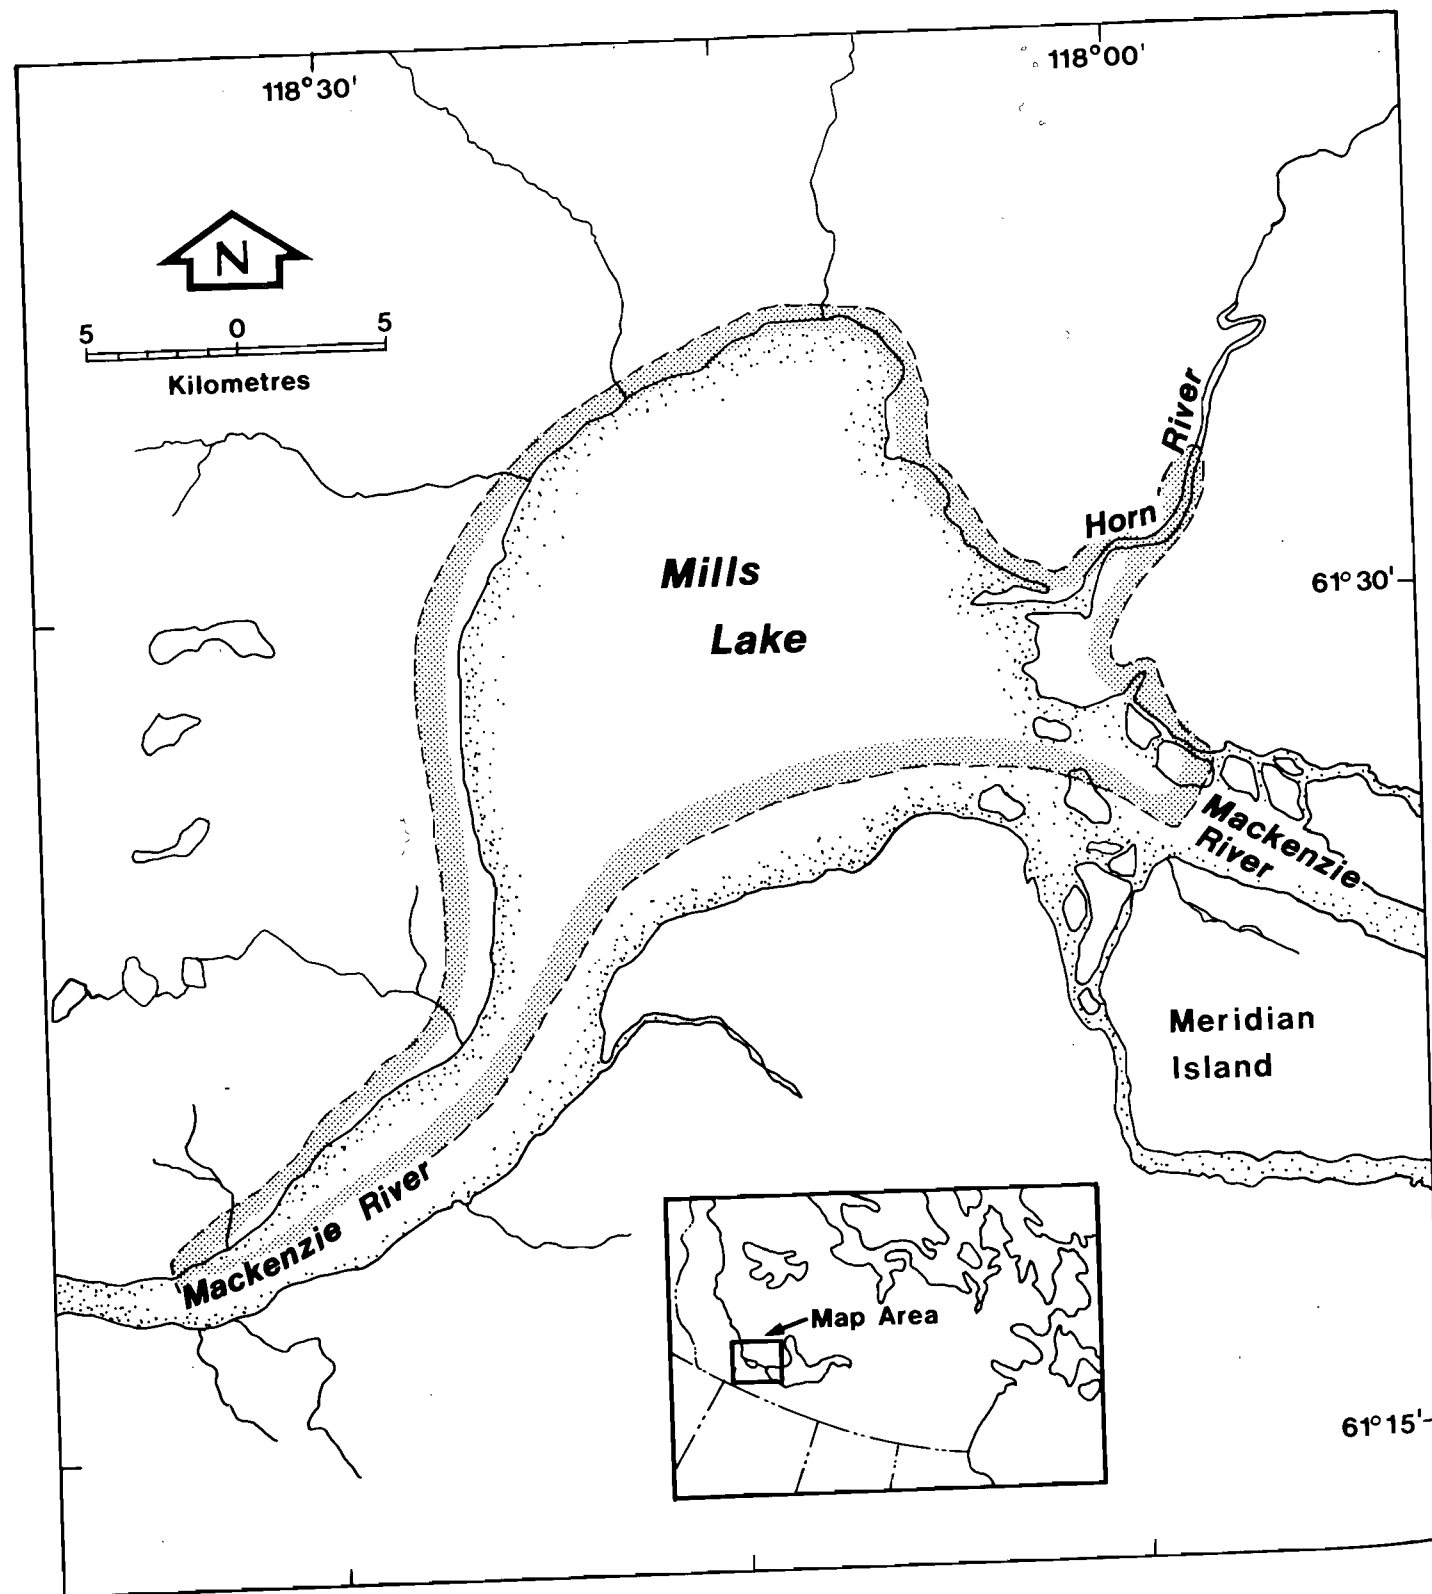 118°30'
118°00'
N
5 0 5
Kilometres
River
Horn
61°30'
Mills
Lake
Mackenzie
River
Meridian
Island
Mackenzie River
Map Area
61°15'